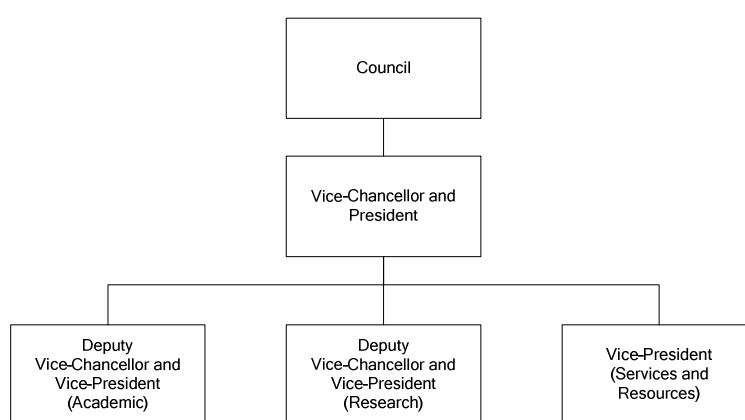 Council
Vice-Chancellor and
President
Deputy
Vice-Chancellor and
Vice-President
(Academic)
Deputy
Vice-Chancellor and
Vice-President
(Research)
Vice-President
(Services and
Resources)